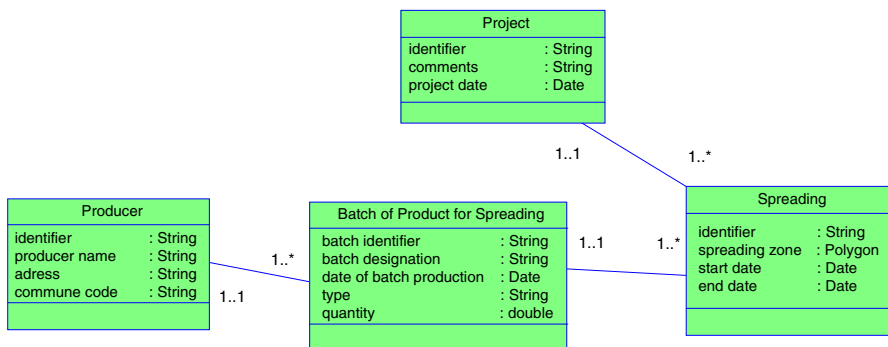 Project
identifier : String
comments : String
project date : Date
1..1
1..*
Producer
identifier : String
producer name : String
adress : String
commune code : String
1..1
1..*
Batch of Product for Spreading
batch identifier : String
batch designation : String
date of batch production : Date
type : String
quantity : double
1..1
1..*
Spreading
identifier : String
spreading zone : Polygon
start date : Date
end date : Date